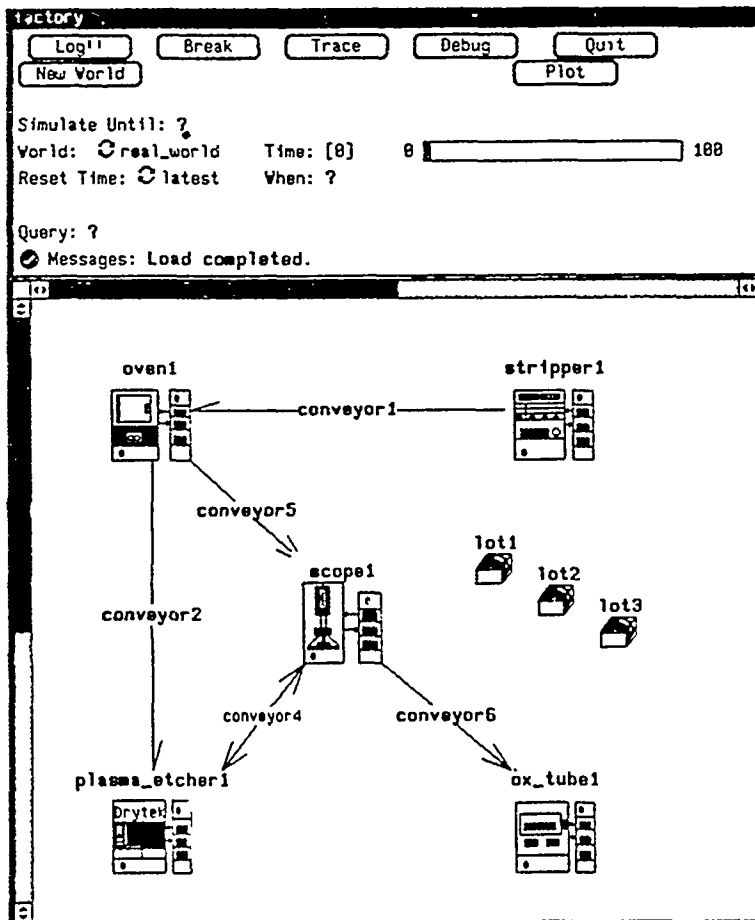 factory
Log Break Trace Debug Quit
New World Plot
Simulate Until: ?
World: real_world Time: [0] 0 100
Reset Time: latest When: ?
Query: ?
Messages: Load completed.
oven1 stripper1
conveyor1
conveyor5
lot1
lot2
scope1
lot3
conveyor2
conveyor4 conveyor6
plasma_etcher1 ox_tube1
Drytek